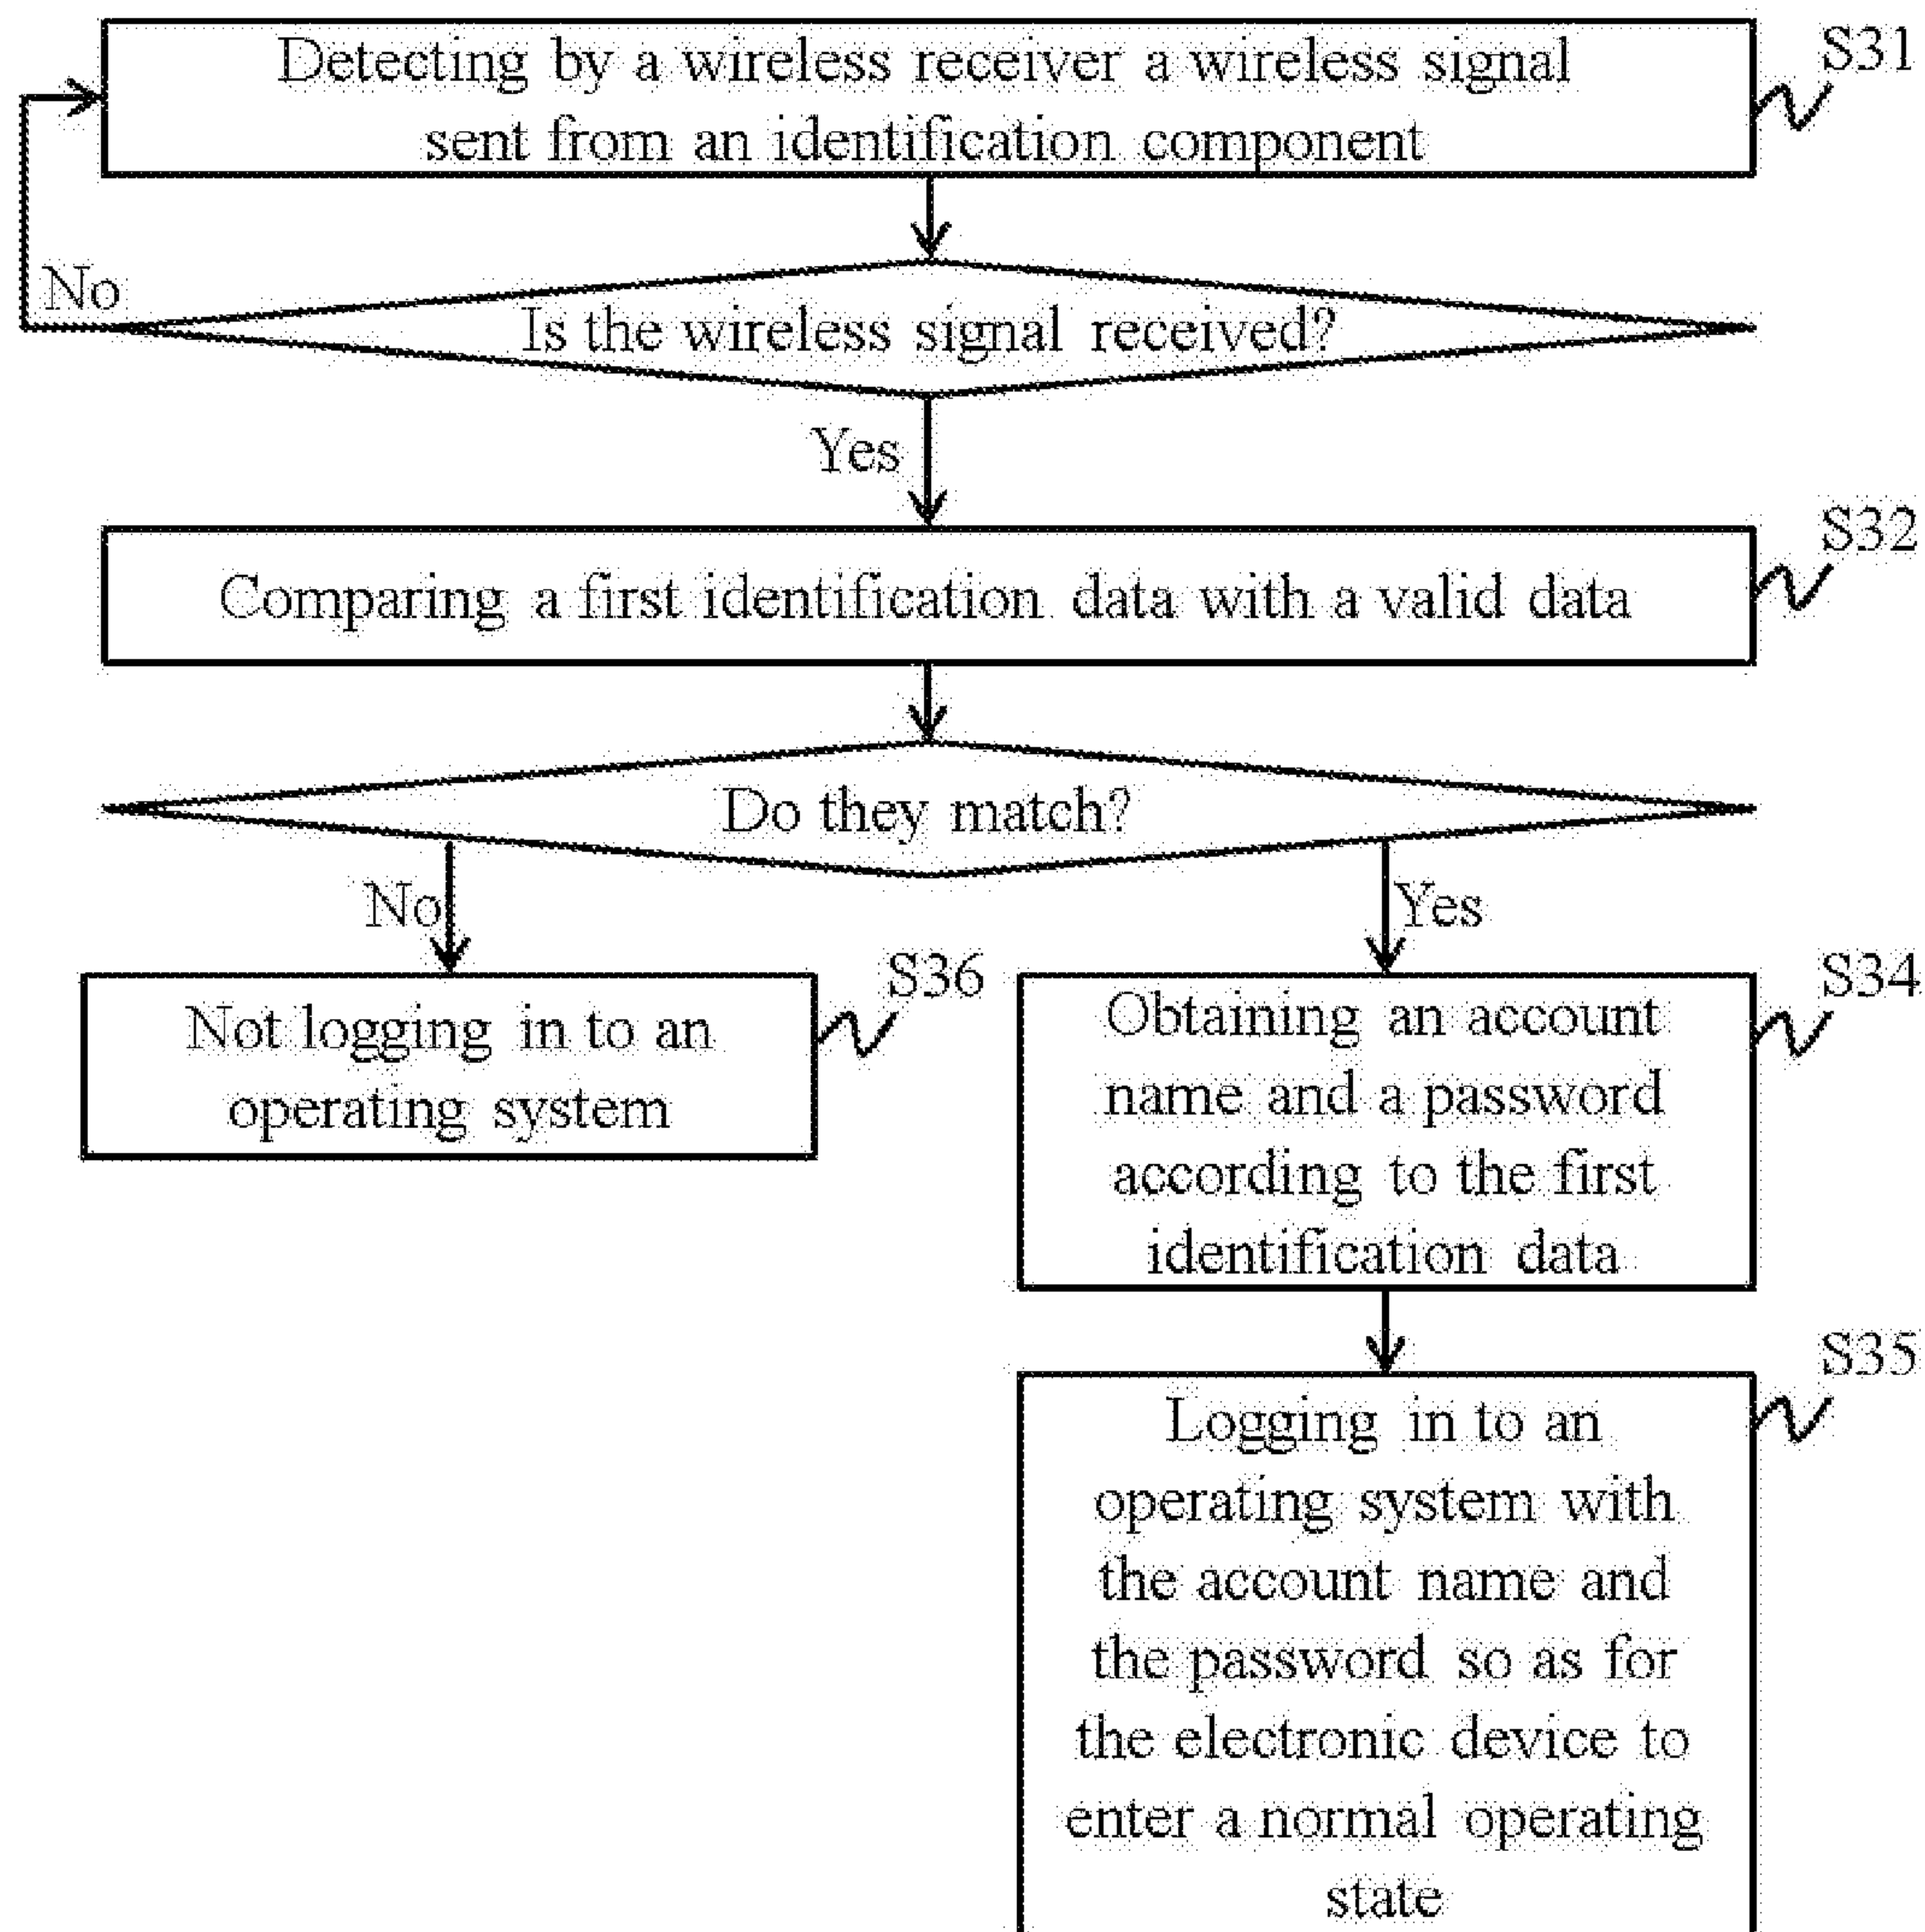 Detecting by a wireless receiver a wireless signal
sent from an identification component
S31
No
Is the wireless signal received?
Yes
S32
Comparing a first identification data with a valid data
Do they match?
No
Yes
S36
Not logging in to an
operating system
S34
Obtaining an account
name and a password
according to the first
identification data
S35
Logging in to an
operating system with
the account name and
the password so as for
the electronic device to
enter a normal operating
state